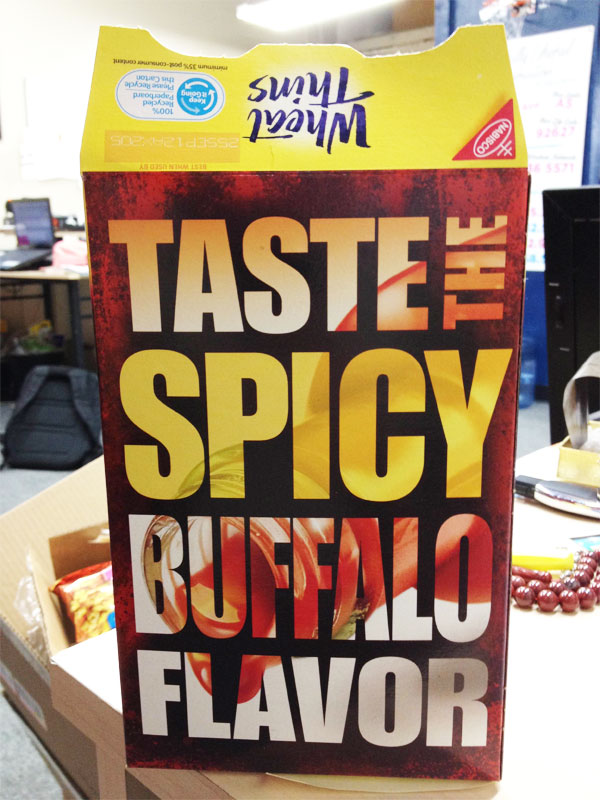 minimum 35% post-consumer content
100%
Recycled
Paperboard
Please Recycle
this Carton
Keep
it Going
Wheat
Thins
NABISCO
BEST WHEN USED BY
TASTE THE
SPICY
BUFFALO
FLAVOR